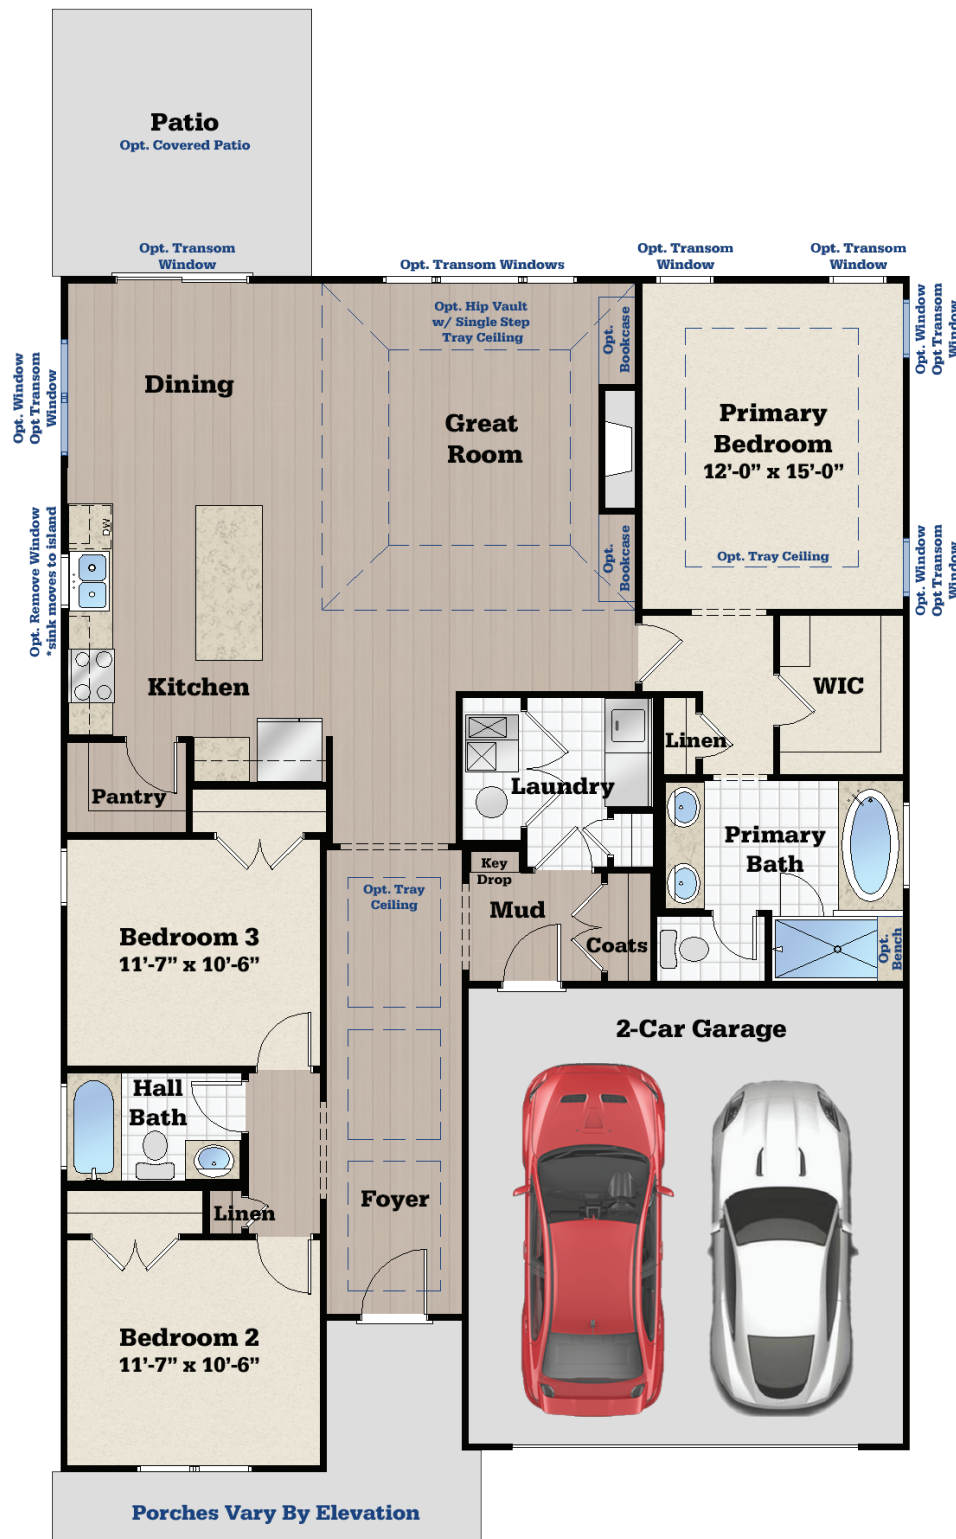 Patio
Opt. Covered Patio
Opt. Transom
Window
Opt. Transom Windows
Opt. Transom
Window
Opt. Transom
Window
Opt. Window
Opt Transom
Window
Opt. Hip Vault
w/ Single Step
Tray Ceiling
Opt.
Bookcase
Opt. Window
Opt Transom
Window
Dining
Great
Room
Primary
Bedroom
12’-0” x 15’-0”
Opt. Tray Ceiling
Opt.
Bookcase
Opt. Window
Opt Transom
Window
Opt. Remove Window
*sink moves to island
DW
Kitchen
WIC
Linen
Pantry
Laundry
Primary
Bath
Key
Drop
Opt. Tray
Ceiling
Mud
Coats
Opt.
Bench
Bedroom 3
11’-7” x 10’-6”
2-Car Garage
Hall
Bath
Linen
Foyer
Bedroom 2
11’-7” x 10’-6”
Porches Vary By Elevation